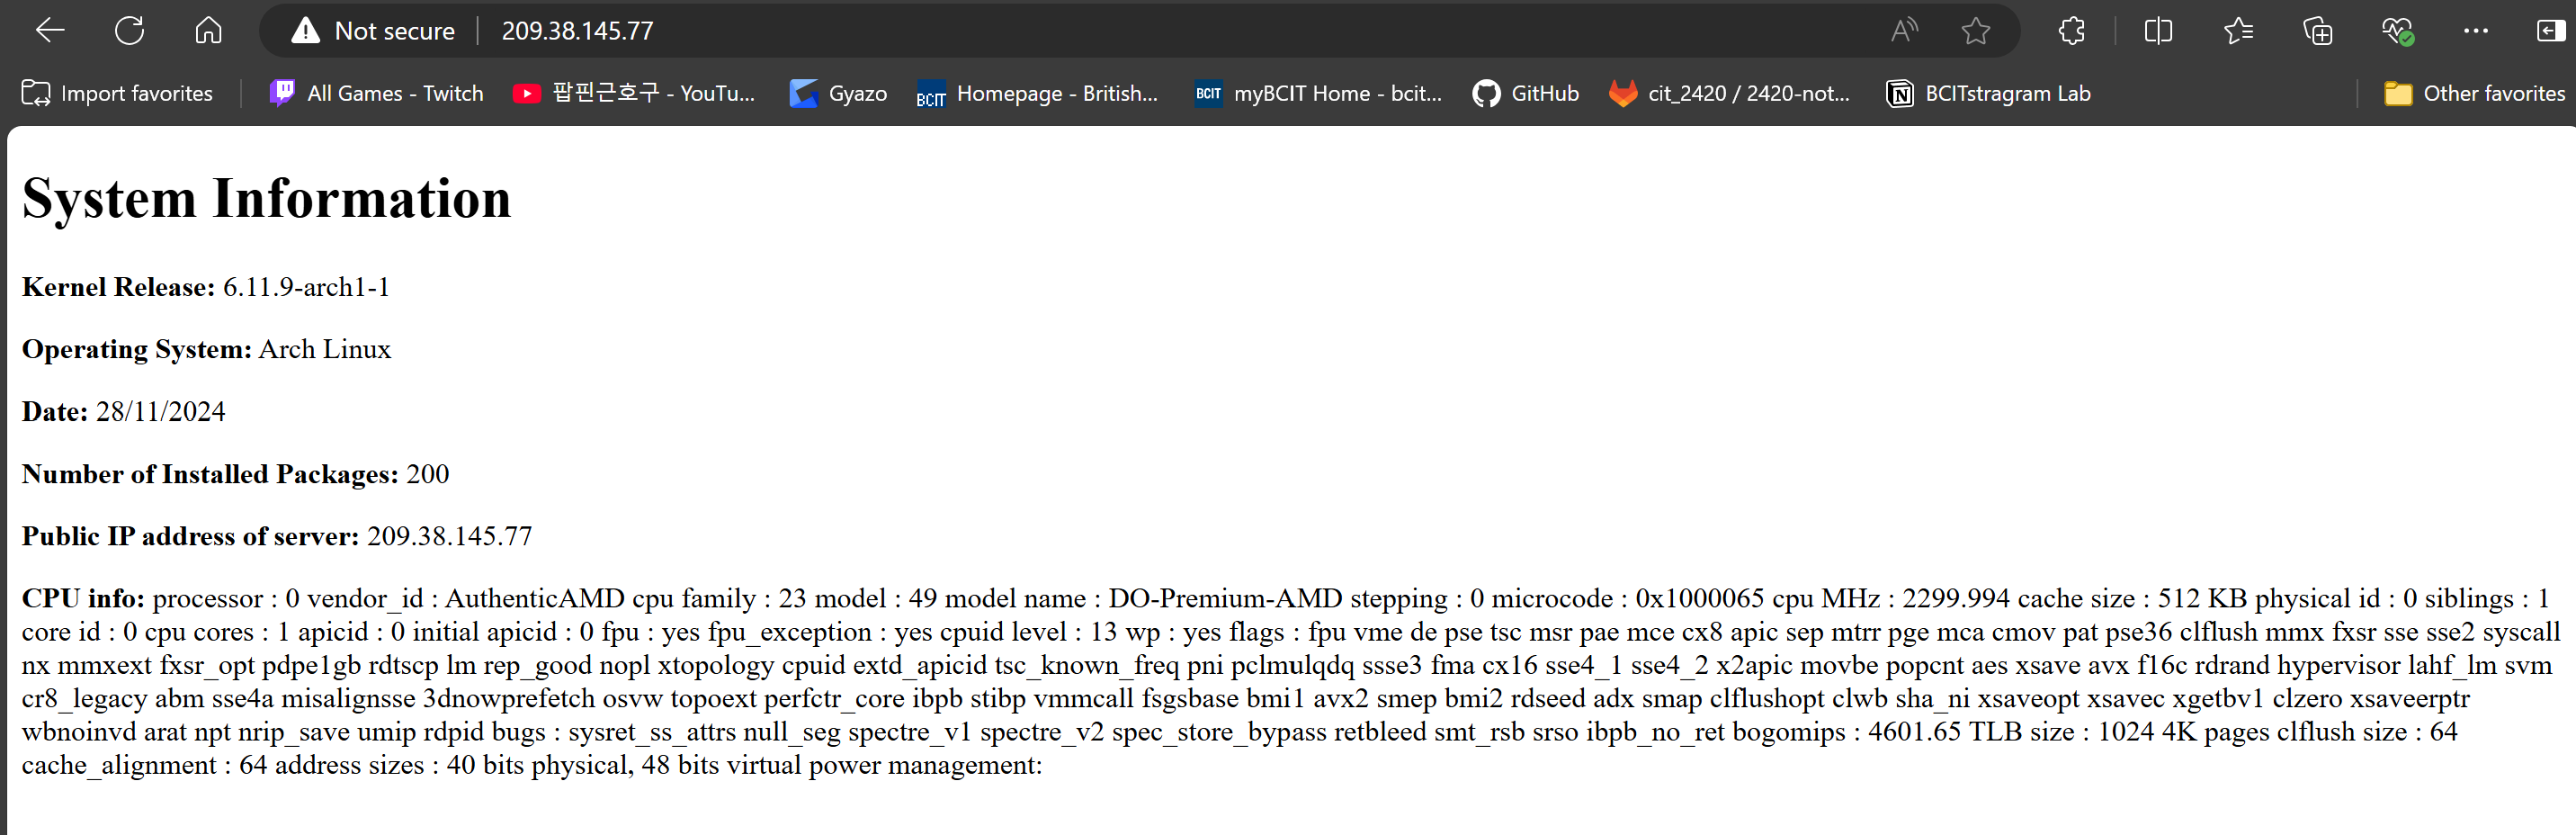 Not secure 209.38.145.77
Import favorites All Games - Twitch 팝핀근호구 - YouTu... Gyazo BCIT Homepage - British... BCIT myBCIT Home - bcit... GitHub cit_2420 / 2420-not... BCITstragram Lab Other favorites
System Information
Kernel Release: 6.11.9-arch1-1
Operating System: Arch Linux
Date: 28/11/2024
Number of Installed Packages: 200
Public IP address of server: 209.38.145.77
CPU info: processor : 0 vendor_id : AuthenticAMD cpu family : 23 model : 49 model name : DO-Premium-AMD stepping : 0 microcode : 0x1000065 cpu MHz : 2299.994 cache size : 512 KB physical id : 0 siblings : 1
core id : 0 cpu cores : 1 apicid : 0 initial apicid : 0 fpu : yes fpu_exception : yes cpuid level : 13 wp : yes flags : fpu vme de pse tsc msr pae mce cx8 apic sep mtrr pge mca cmov pat pse36 clflush mmx fxsr sse sse2 syscall
nx mmxext fxsr_opt pdpe1gb rdtscp lm rep_good nopl xtopology cpuid extd_apicid tsc_known_freq pni pclmulqdq ssse3 fma cx16 sse4_1 sse4_2 x2apic movbe popcnt aes xsave avx f16c rdrand hypervisor lahf_lm svm
cr8_legacy abm sse4a misalignsse 3dnowprefetch osvw topoext perfctr_core ibpb stibp vmmcall fsgsbase bmi1 avx2 smep bmi2 rdseed adx smap clflushopt clwb sha_ni xsaveopt xsavec xgetbv1 clzero xsaveerptr
wbnoinvd arat npt nrip_save umip rdpid bugs : sysret_ss_attrs null_seg spectre_v1 spectre_v2 spec_store_bypass retbleed smt_rsb srso ibpb_no_ret bogomips : 4601.65 TLB size : 1024 4K pages clflush size : 64
cache_alignment : 64 address sizes : 40 bits physical, 48 bits virtual power management: